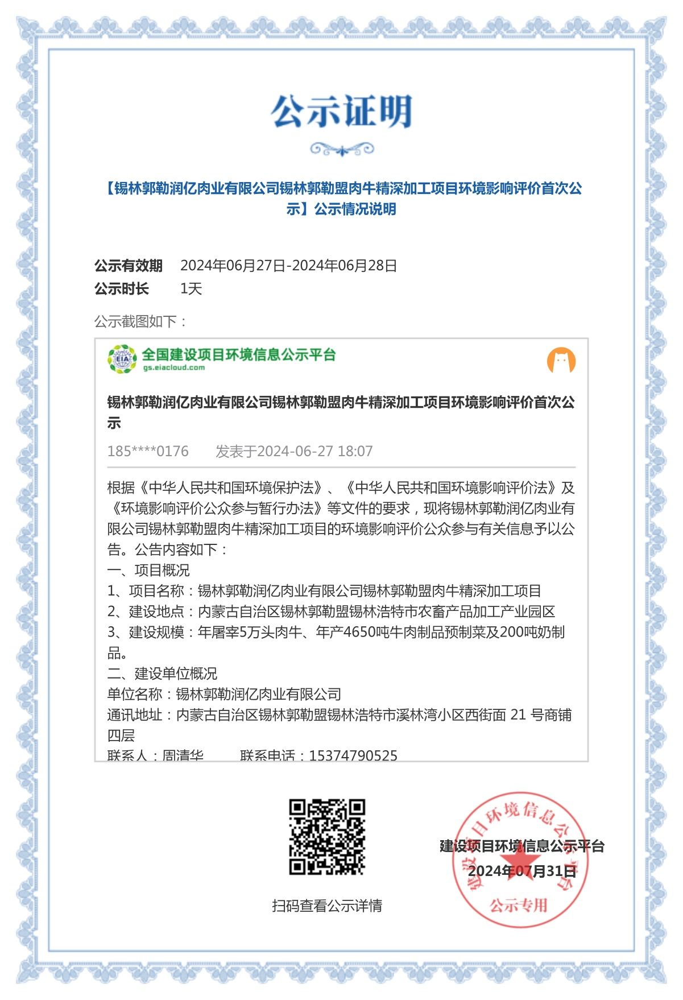 公示证明
【锡林郭勒润亿肉业有限公司锡林郭勒盟肉牛精深加工项目环境影响评价首次公
示】公示情况说明
公示有效期 2024年06月27日-2024年06月28日
公示时长 1天
公示截图如下：
EIA
全国建设项目环境信息公示平台
gs.eiacloud.com
锡林郭勒润亿肉业有限公司锡林郭勒盟肉牛精深加工项目环境影响评价首次公
示
185****0176 发表于2024-06-27 18:07
根据《中华人民共和国环境保护法》、《中华人民共和国环境影响评价法》及
《环境影响评价公众参与暂行办法》等文件的要求，现将锡林郭勒润亿肉业有
限公司锡林郭勒盟肉牛精深加工项目的环境影响评价公众参与有关信息予以公
告。公告内容如下：
一、项目概况
1、项目名称：锡林郭勒润亿肉业有限公司锡林郭勒盟肉牛精深加工项目
2、建设地点：内蒙古自治区锡林郭勒盟锡林浩特市农畜产品加工产业园区
3、建设规模：年屠宰5万头肉牛、年产4650吨牛肉制品预制菜及200吨奶制
品。
二、建设单位概况
单位名称：锡林郭勒润亿肉业有限公司
通讯地址：内蒙古自治区锡林郭勒盟锡林浩特市溪林湾小区西街面 21 号商铺
四层
联系人：周清华 联系电话：15374790525
建设项目环境信息公示平台
建设项目环境信息公示平台
2024年07月31日
公示专用
扫码查看公示详情